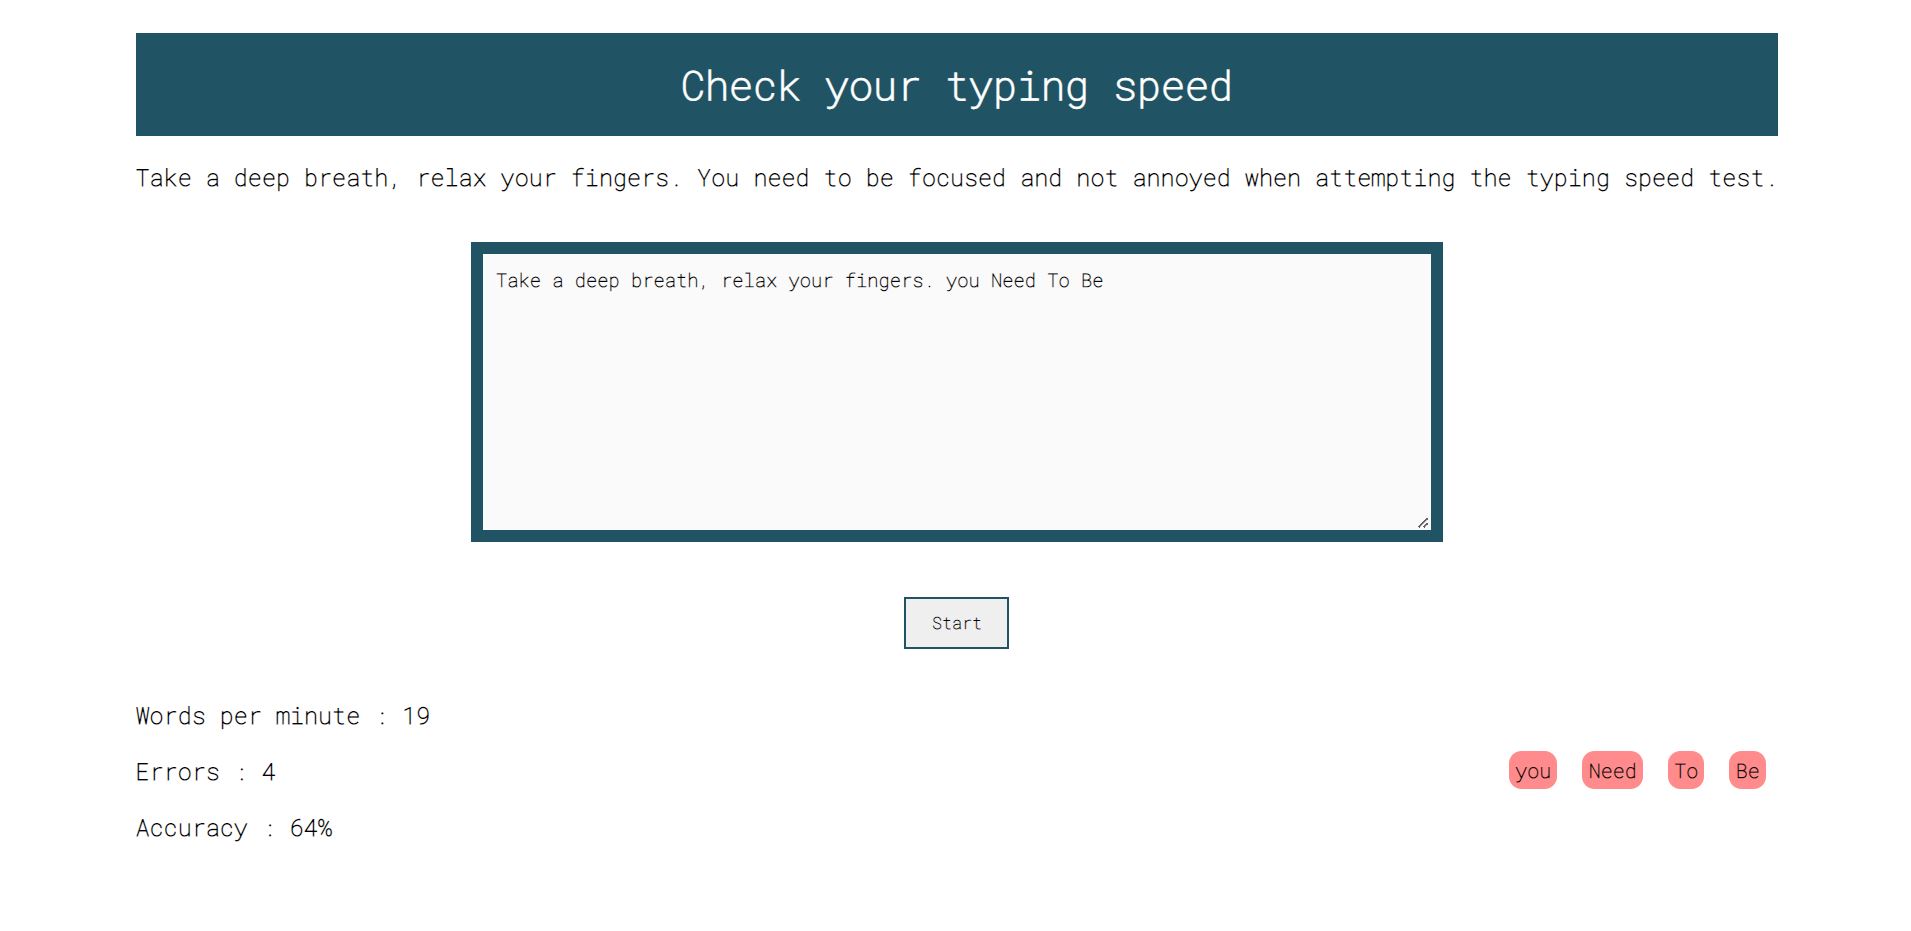 Check your typing speed
Take a deep breath, relax your fingers. You need to be focused and not annoyed when attempting the typing speed test.
Take a deep breath, relax your fingers. you Need To Be
Start
Words per minute : 19
Errors : 4
you Need To Be
Accuracy : 64%